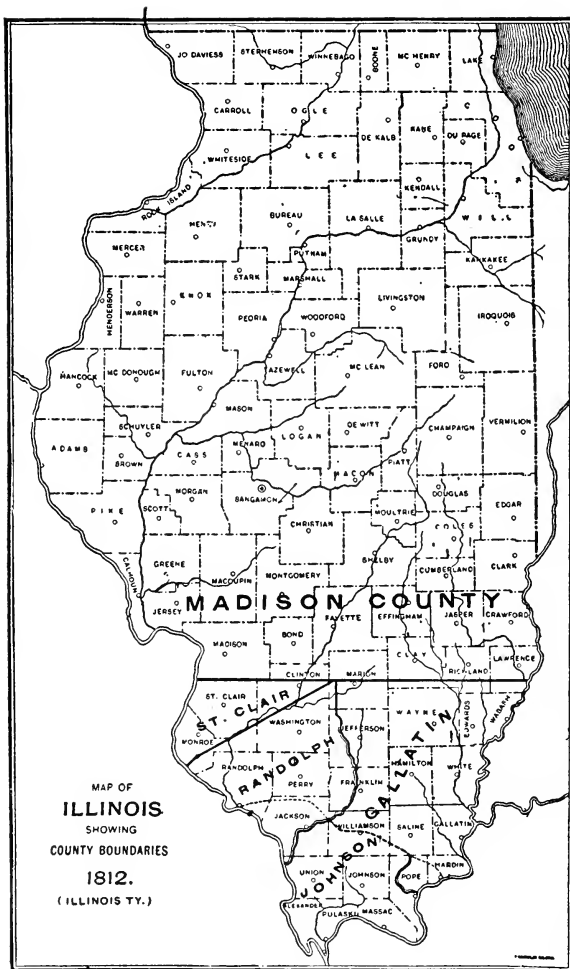 JO DAVIESS
STEPHENSON
WINNEBAGO
BOONE
MC HENRY
LAKE
CARROLL
OGLE
DE KALB
KANE
DU PAGE
C
K
WHITESIDE
LEE
KENDALL
WILL
ROCK ISLAND
HENRY
BUREAU
LA SALLE
GRUNDY
MERCER
PUTNAM
KANKAKEE
STARK
MARSHALL
HENDERSON
WARREN
KNOX
PEORIA
WOODFORD
LIVINGSTON
IROQUOIS
HANCOCK
MC DONOUGH
FULTON
TAZEWELL
MC LEAN
FORD
MASON
SCHUYLER
ADAMS
BROWN
CASS
MENARD
LOGAN
DE WITT
CHAMPAIGN
VERMILION
PIATT
MACON
PIKE
SCOTT
MORGAN
SANGAMON
DOUGLAS
MOULTRIE
EDGAR
CHRISTIAN
COLES
CALHOUN
GREENE
MACOUPIN
MONTGOMERY
SHELBY
CUMBERLAND
CLARK
JERSEY
MADISON COUNTY
FAYETTE
EFFINGHAM
JASPER
CRAWFORD
MADISON
BOND
CLAY
RICHLAND
LAWRENCE
CLINTON
MARION
ST. CLAIR
ST. CLAIR
MONROE
WASHINGTON
JEFFERSON
WAYNE
EDWARDS
WABASH
RANDOLPH
RANDOLPH
PERRY
FRANKLIN
HAMILTON
WHITE
GALLATIN
JACKSON
WILLIAMSON
SALINE
GALLATIN
JOHNSON
UNION
JOHNSON
POPE
HARDIN
ALEXANDER
PULASKI
MASSAC
MAP OF
ILLINOIS
SHOWING
COUNTY BOUNDARIES
1812.
(ILLINOIS TY.)